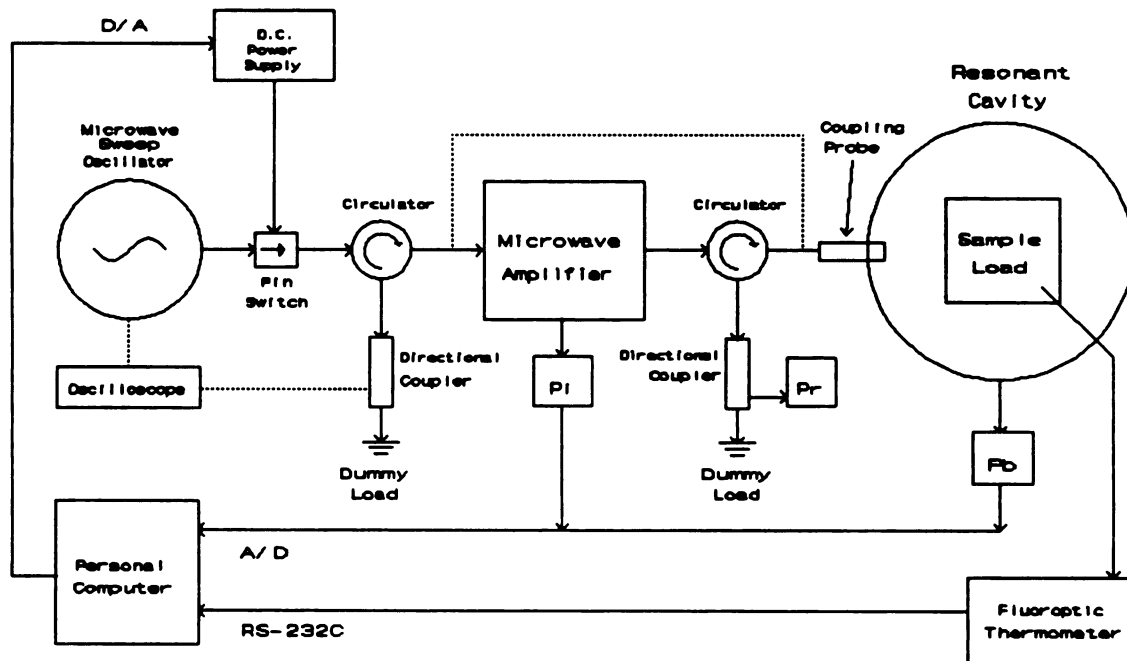 D/A
D.C.
Power
Supply
Resonant
Cavity
Microwave
Sweep
Oscillator
Coupling
Probe
Circulator
Circulator
Microwave
Amplifier
Sample
Load
Pin
Switch
Directional
Coupler
Directional
Coupler
Oscilloscope
Pi
Pr
Pb
Dummy
Load
Dummy
Load
A/D
Personal
Computer
RS-232C
Fluoroptic
Thermometer